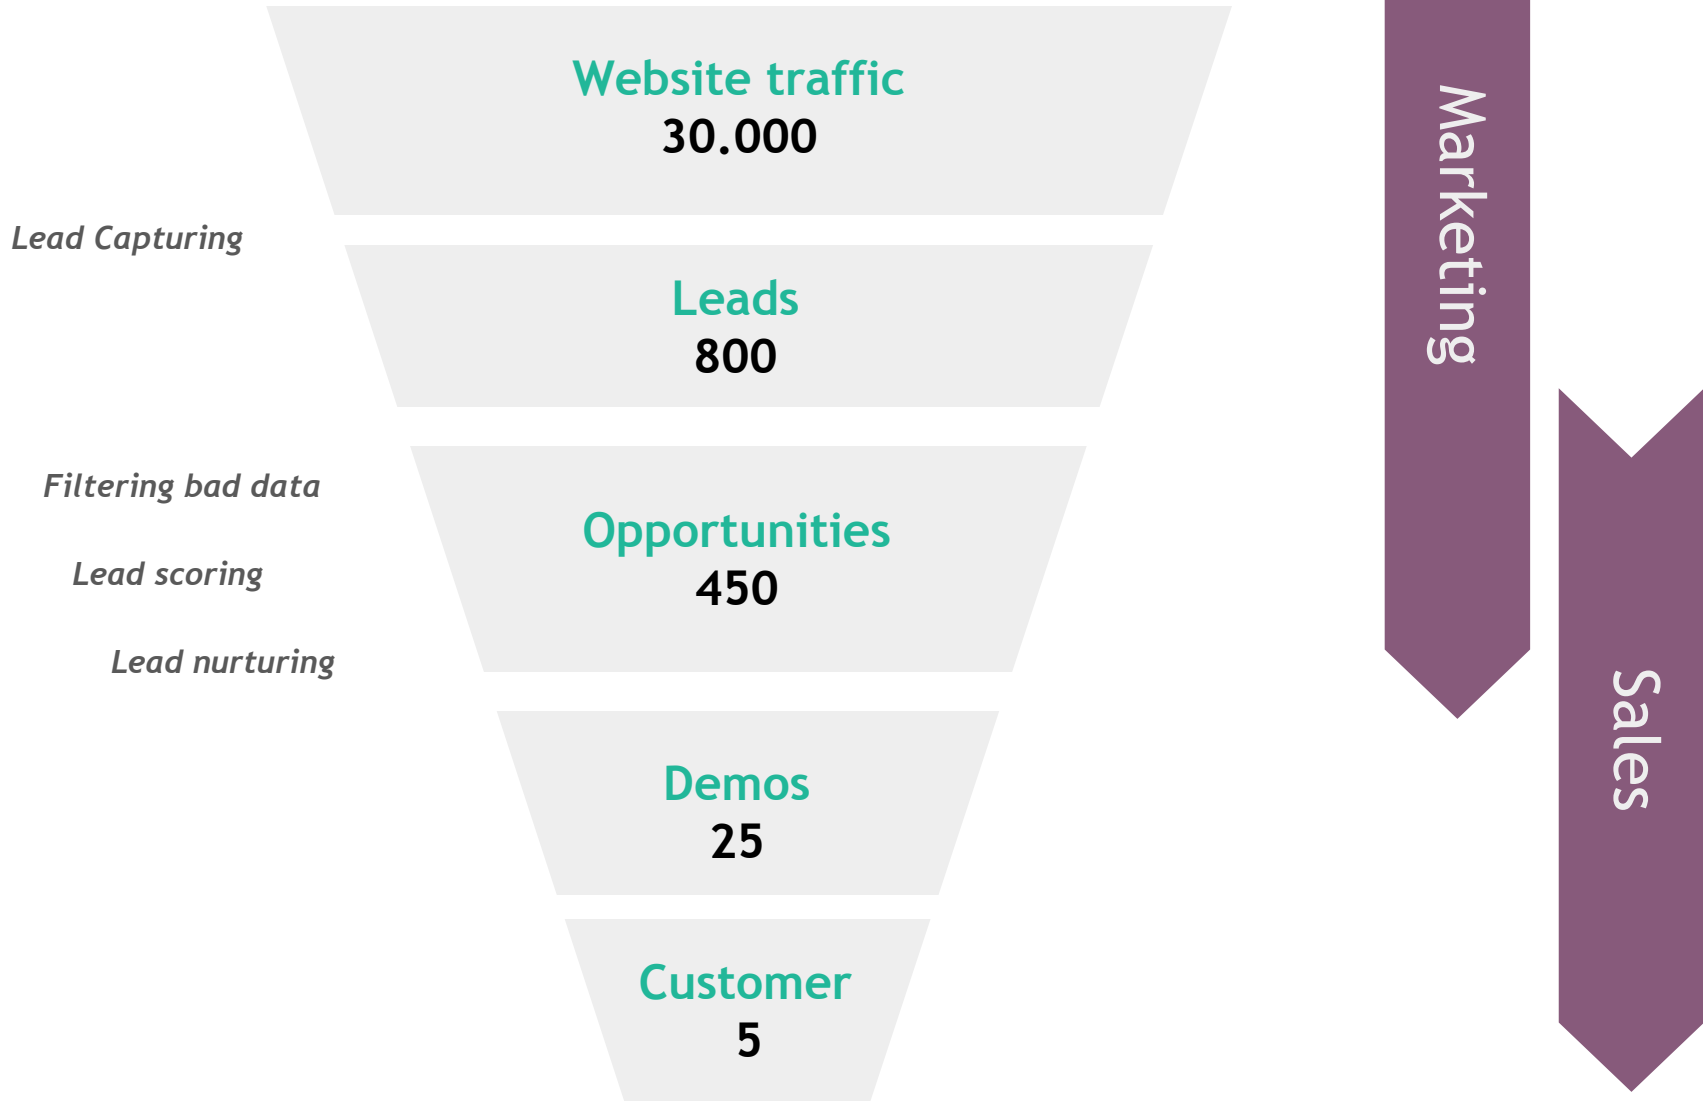 Website traffic
30.000
Lead Capturing
Leads
800
Filtering bad data
Lead scoring
Lead nurturing
Opportunities
450
Demos
25
Customer
5
Marketing
Sales